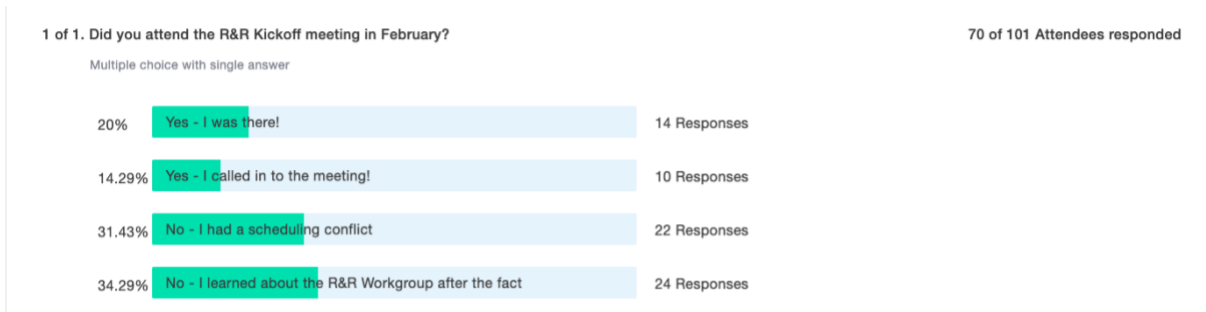 1 of 1. Did you attend the R&R Kickoff meeting in February? 70 of 101 Attendees responded
Multiple choice with single answer
20% Yes - I was there! 14 Responses
14.29% Yes - I called in to the meeting! 10 Responses
31.43% No - I had a scheduling conflict 22 Responses
34.29% No - I learned about the R&R Workgroup after the fact 24 Responses